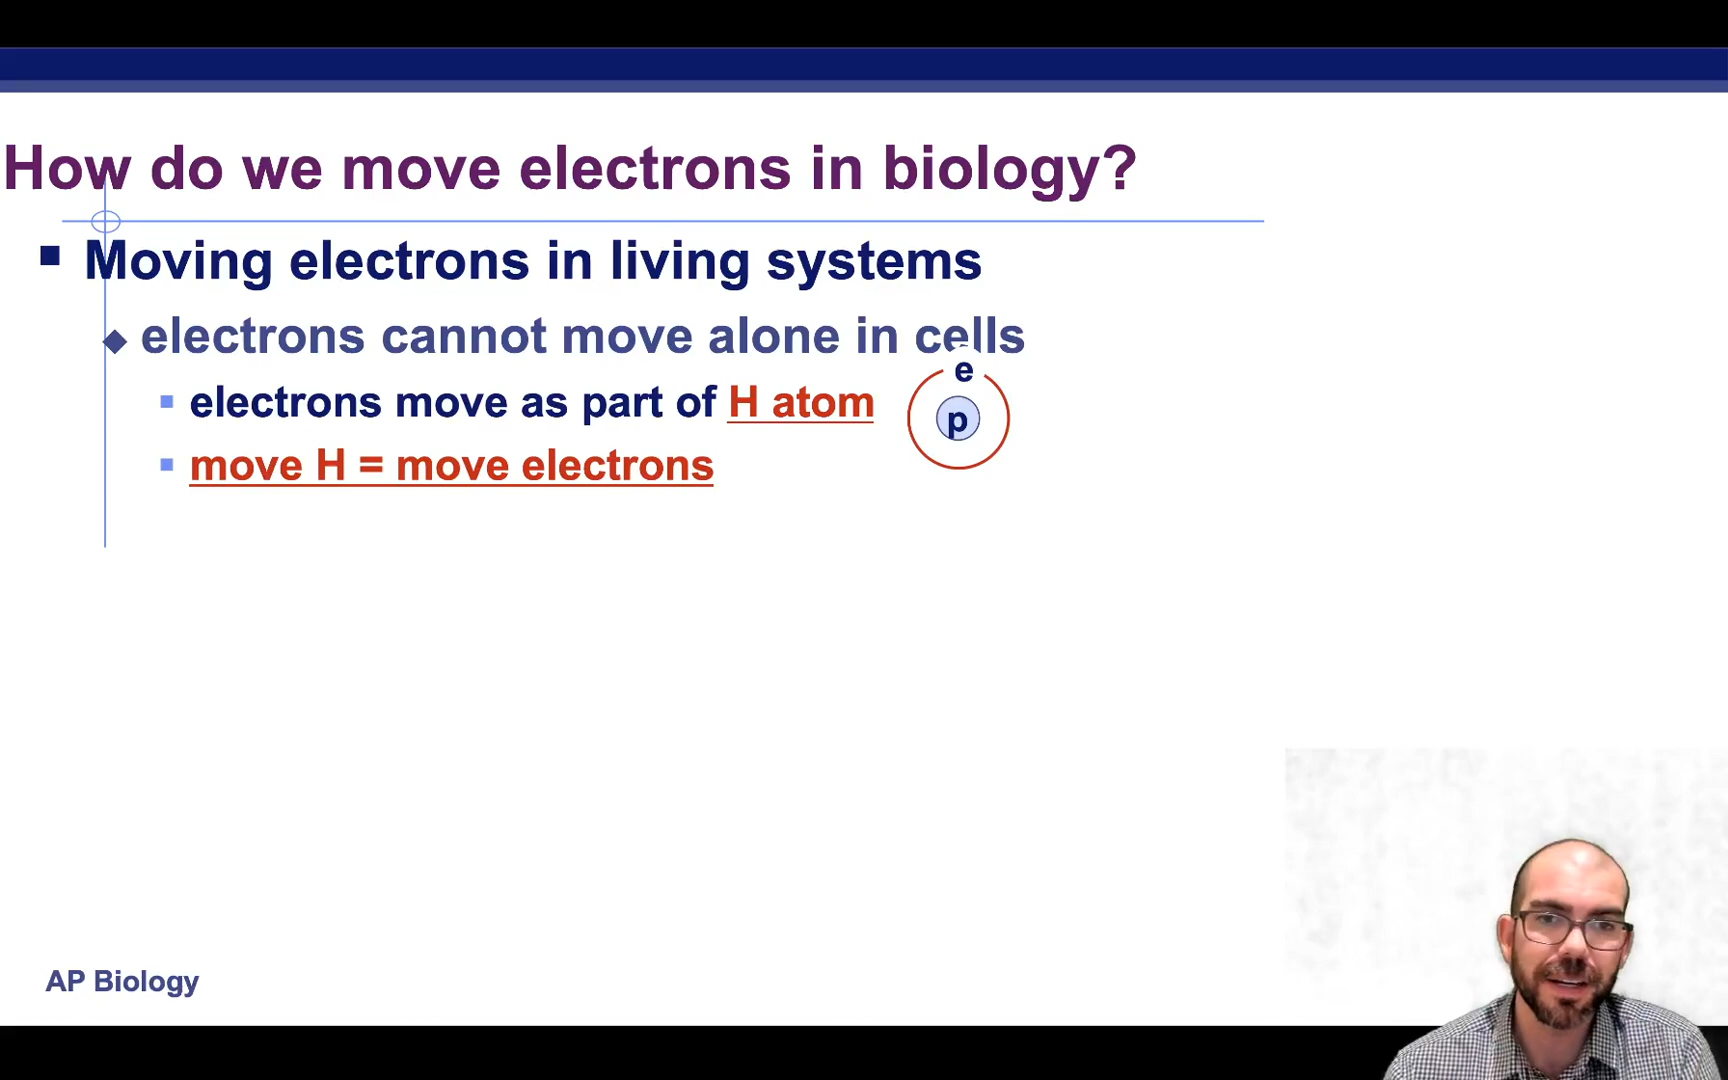 How do we move electrons in biology?
Moving electrons in living systems
electrons cannot move alone in cells
electrons move as part of H atom
e
p
move H = move electrons
AP Biology